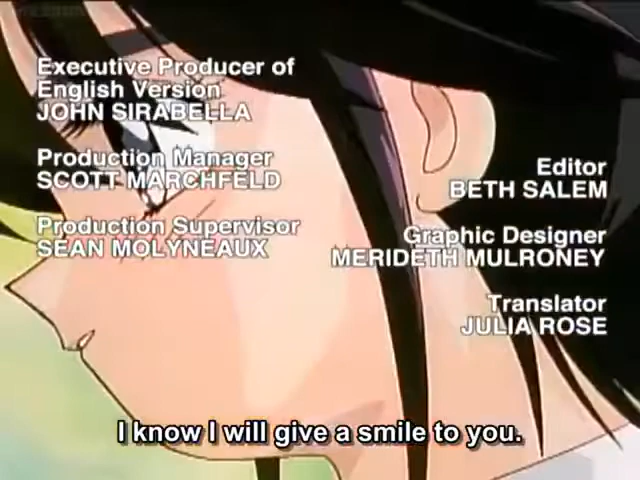 Executive Producer of
English Version
JOHN SIRABELLA
Production Manager
SCOTT MARCHFELD
Production Supervisor
SEAN MOLYNEAUX
Editor
BETH SALEM
Graphic Designer
MERIDETH MULRONEY
Translator
JULIA ROSE
I know I will give a smile to you.